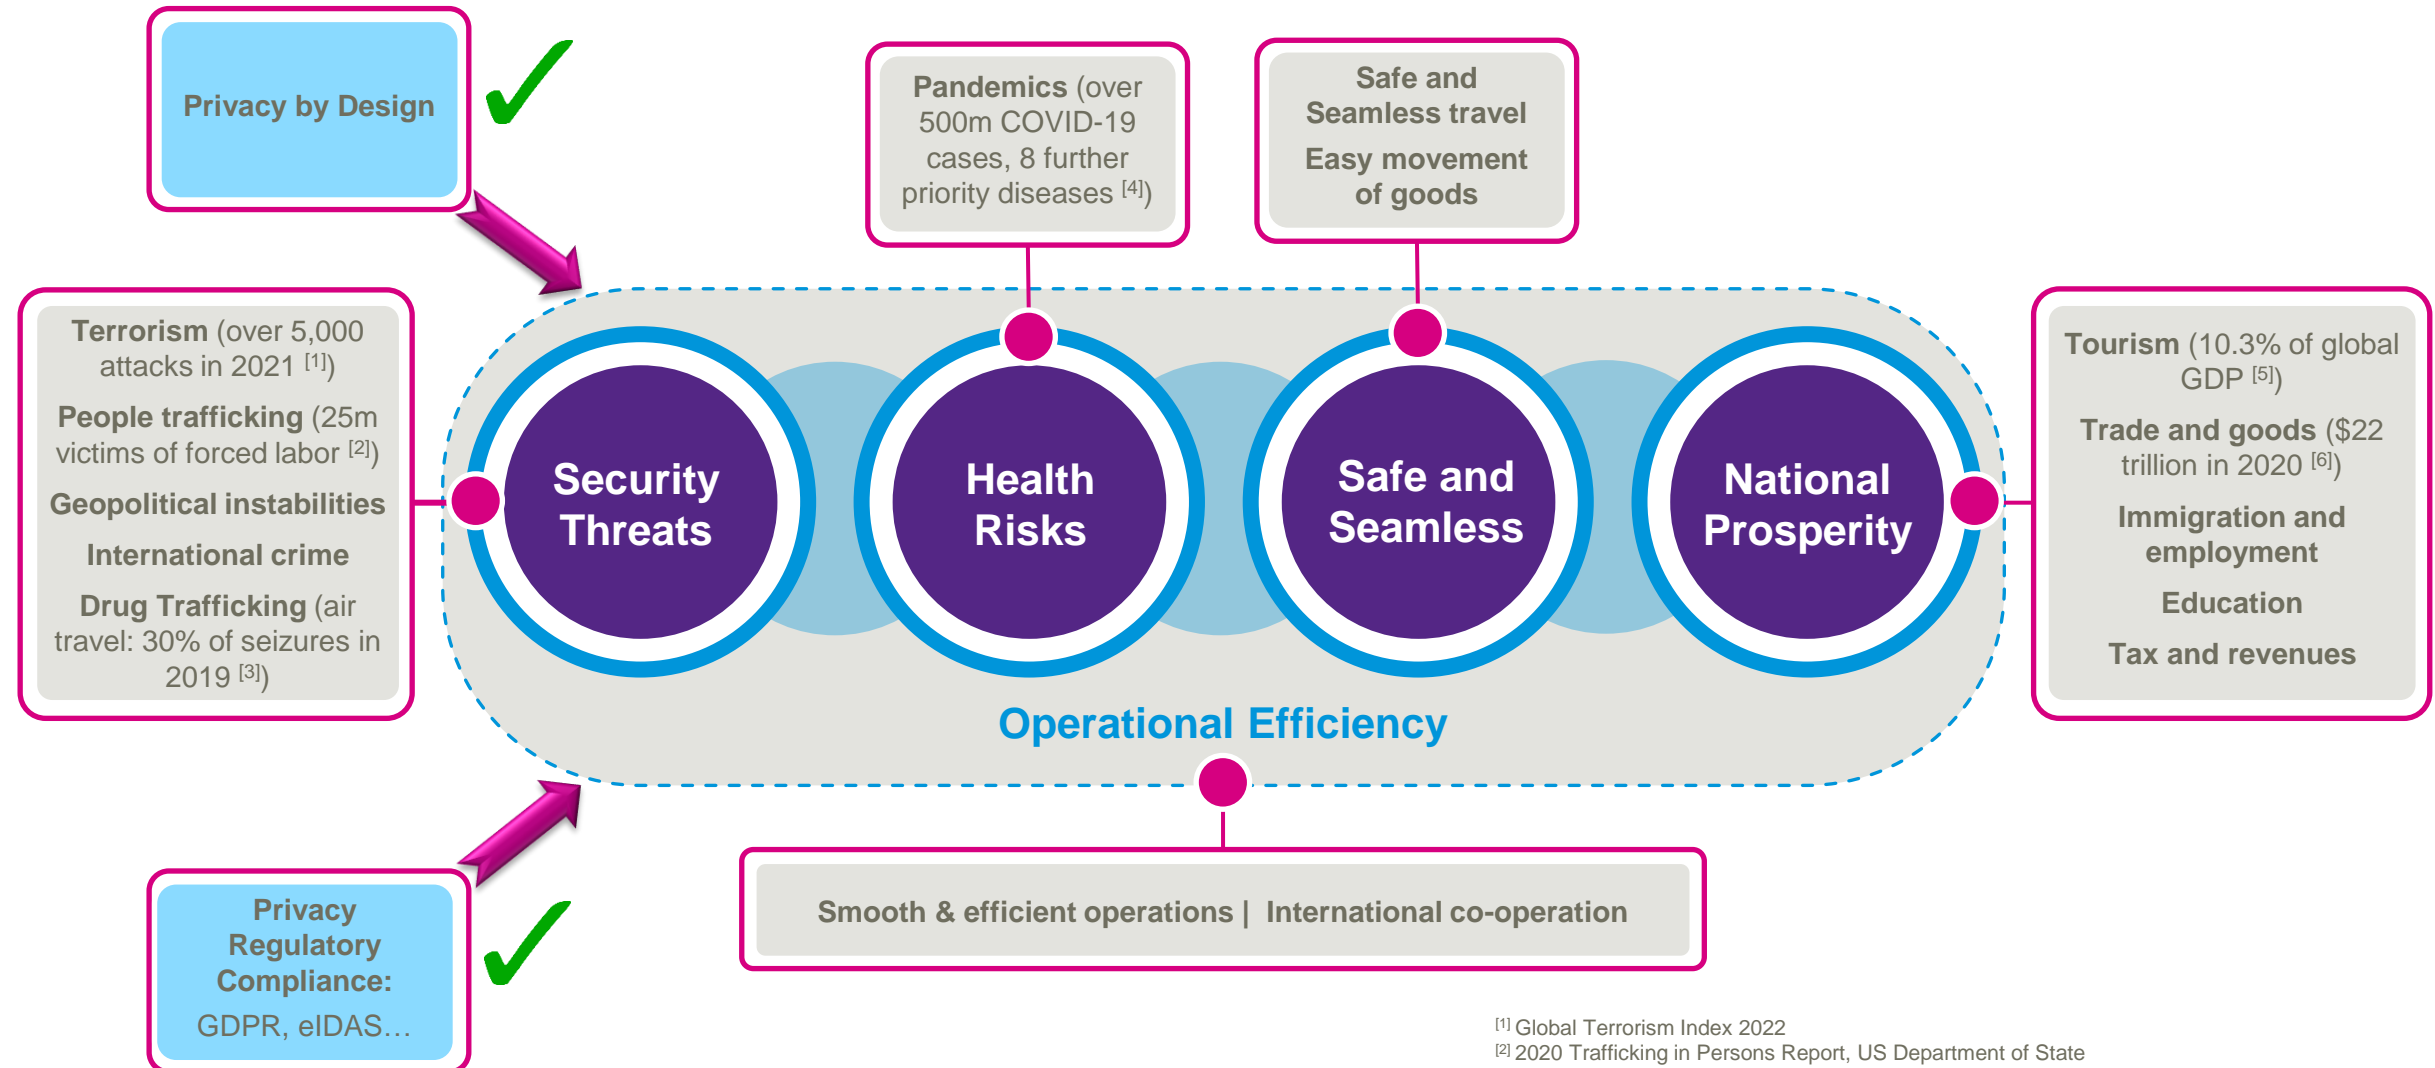 Privacy by Design
Pandemics (over
500m COVID-19
cases, 8 further
priority diseases [4])
Safe and
Seamless travel
Easy movement
of goods
Terrorism (over 5,000
attacks in 2021 [1])
People trafficking (25m
victims of forced labor [2])
Geopolitical instabilities
International crime
Drug Trafficking (air
travel: 30% of seizures in
2019 [3])
Security
Threats
Health
Risks
Safe and
Seamless
National
Prosperity
Tourism (10.3% of global
GDP [5])
Trade and goods ($22
trillion in 2020 [6])
Immigration and
employment
Education
Tax and revenues
Operational Efficiency
Smooth & efficient operations | International co-operation
Privacy
Regulatory
Compliance:
GDPR, eIDAS…
[1] Global Terrorism Index 2022
[2] 2020 Trafficking in Persons Report, US Department of State